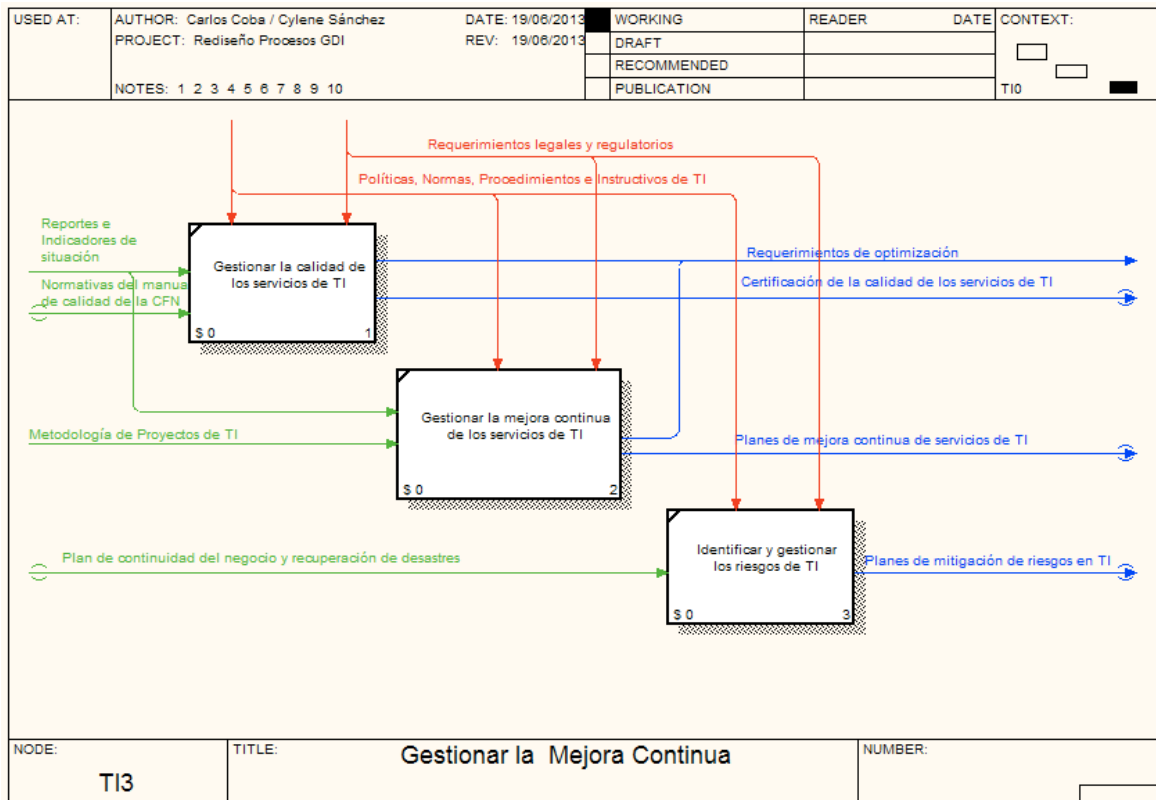 USED AT:
AUTHOR: Carlos Coba / Cylene Sánchez
DATE: 19/06/2013
PROJECT: Rediseño Procesos GDI
REV: 19/06/2013
NOTES: 1 2 3 4 5 6 7 8 9 10
WORKING
DRAFT
RECOMMENDED
PUBLICATION
READER
DATE
CONTEXT:
TI0
Requerimientos legales y regulatorios
Políticas, Normas, Procedimientos e Instructivos de TI
Reportes e
Indicadores de
situación
Normativas del manua
de calidad de la CFN
Gestionar la calidad de
los servicios de TI
$ 0
1
Requerimientos de optimización
Certificación de la calidad de los servicios de TI
Metodología de Proyectos de TI
Gestionar la mejora continua
de los servicios de TI
$ 0
2
Planes de mejora continua de servicios de TI
Plan de continuidad del negocio y recuperación de desastres
Identificar y gestionar
los riesgos de TI
$ 0
3
Planes de mitigación de riesgos en TI
NODE:
TI3
TITLE:
Gestionar la Mejora Continua
NUMBER: